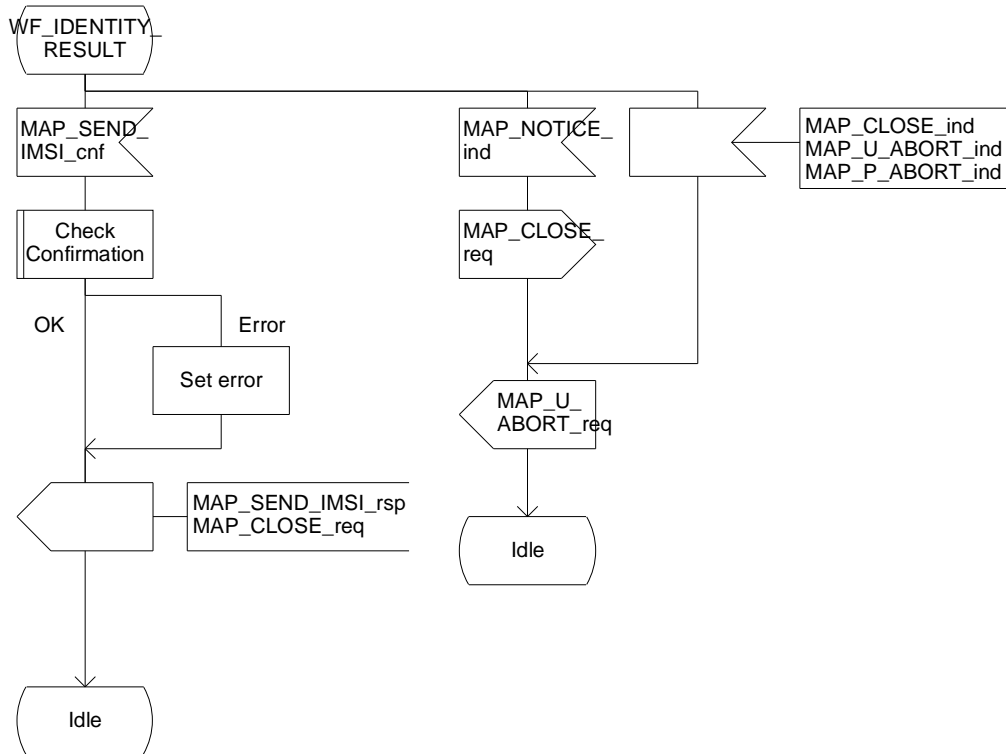 WF_IDENTITY_
RESULT
MAP_SEND_
IMSI_cnf
MAP_NOTICE_
ind
MAP_CLOSE_ind
MAP_U_ABORT_ind
MAP_P_ABORT_ind
Check
Confirmation
MAP_CLOSE_
req
OK
Error
Set error
MAP_U_
ABORT_req
MAP_SEND_IMSI_rsp
MAP_CLOSE_req
Idle
Idle